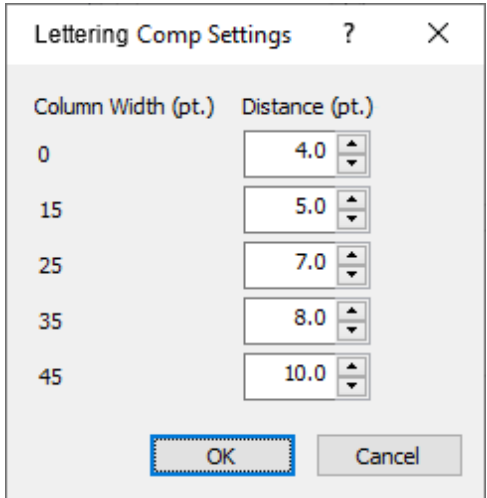 Lettering Comp Settings ?
Column Width (pt.) Distance (pt.)
0 4.0
15 5.0
25 7.0
35 8.0
45 10.0
OK Cancel